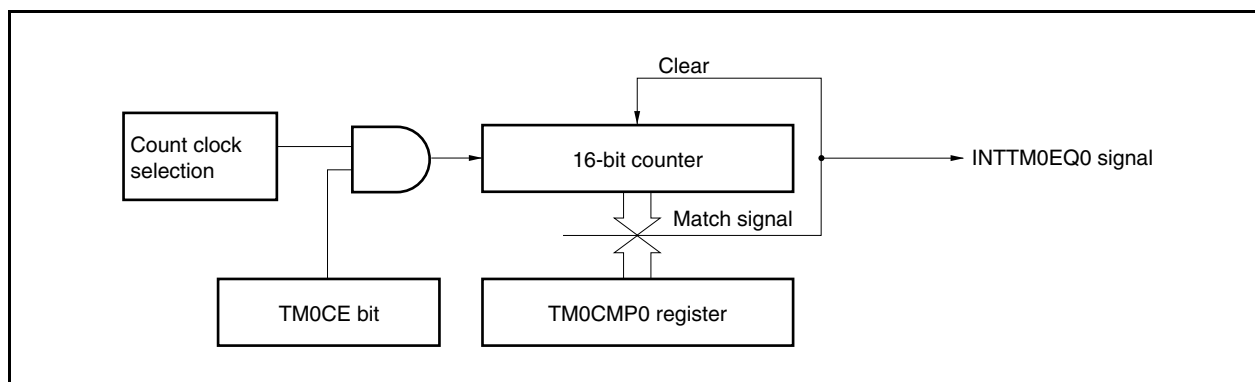 Clear
Count clock
selection
16-bit counter
INTTM0EQ0 signal
Match signal
TM0CE bit
TM0CMP0 register